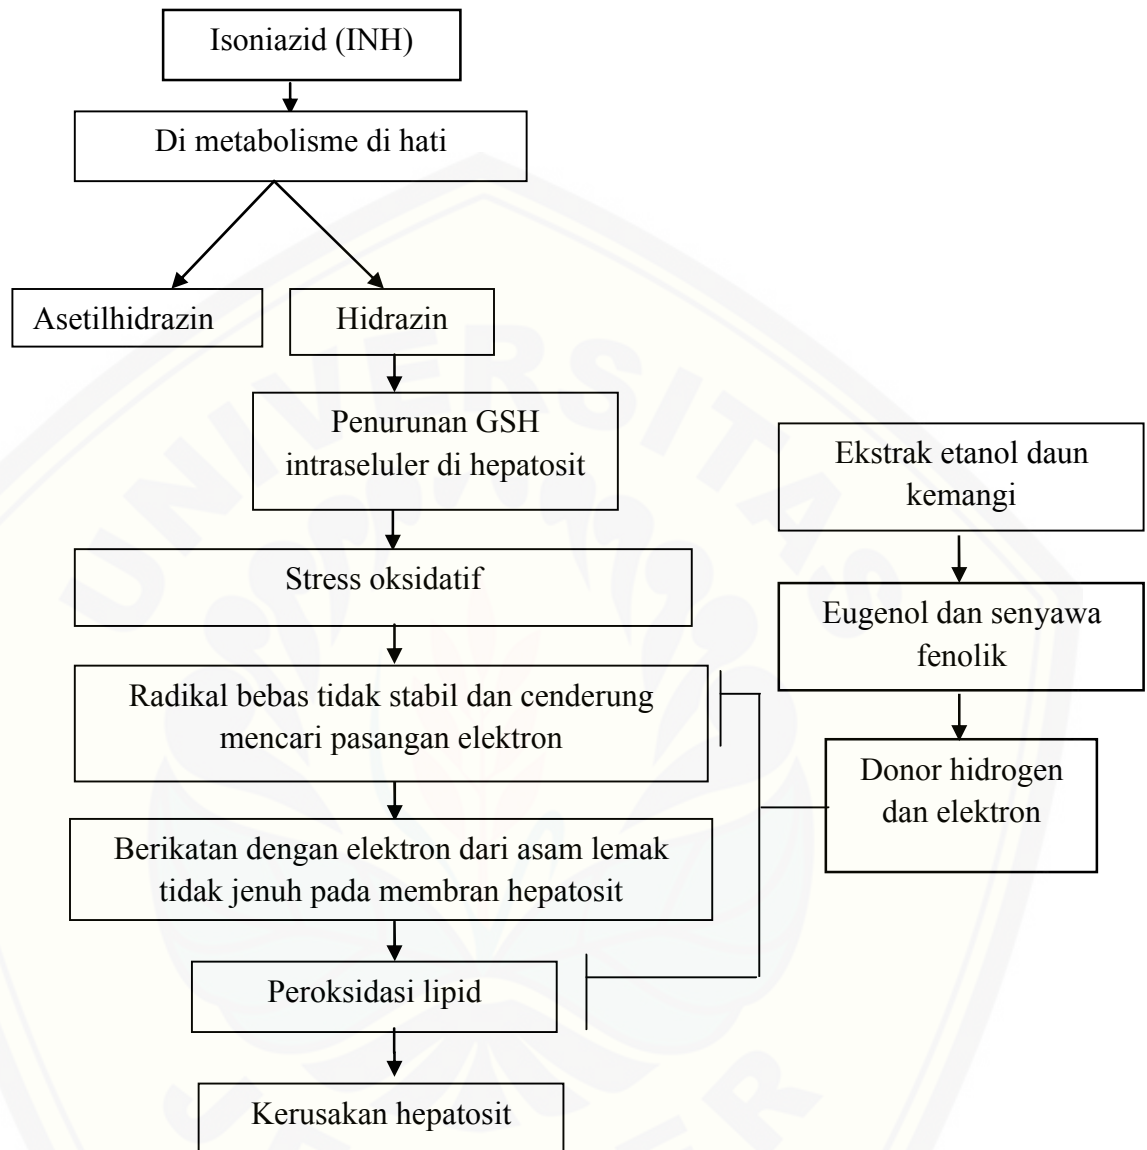 Isoniazid (INH)
Di metabolisme di hati
Asetilhidrazin
Hidrazin
Penurunan GSH
intraseluler di hepatosit
Stress oksidatif
Radikal bebas tidak stabil dan cenderung
mencari pasangan elektron
Berikatan dengan elektron dari asam lemak
tidak jenuh pada membran hepatosit
Peroksidasi lipid
Kerusakan hepatosit
Ekstrak etanol daun
kemangi
Eugenol dan senyawa
fenolik
Donor hidrogen
dan elektron
UNIVERSITAS